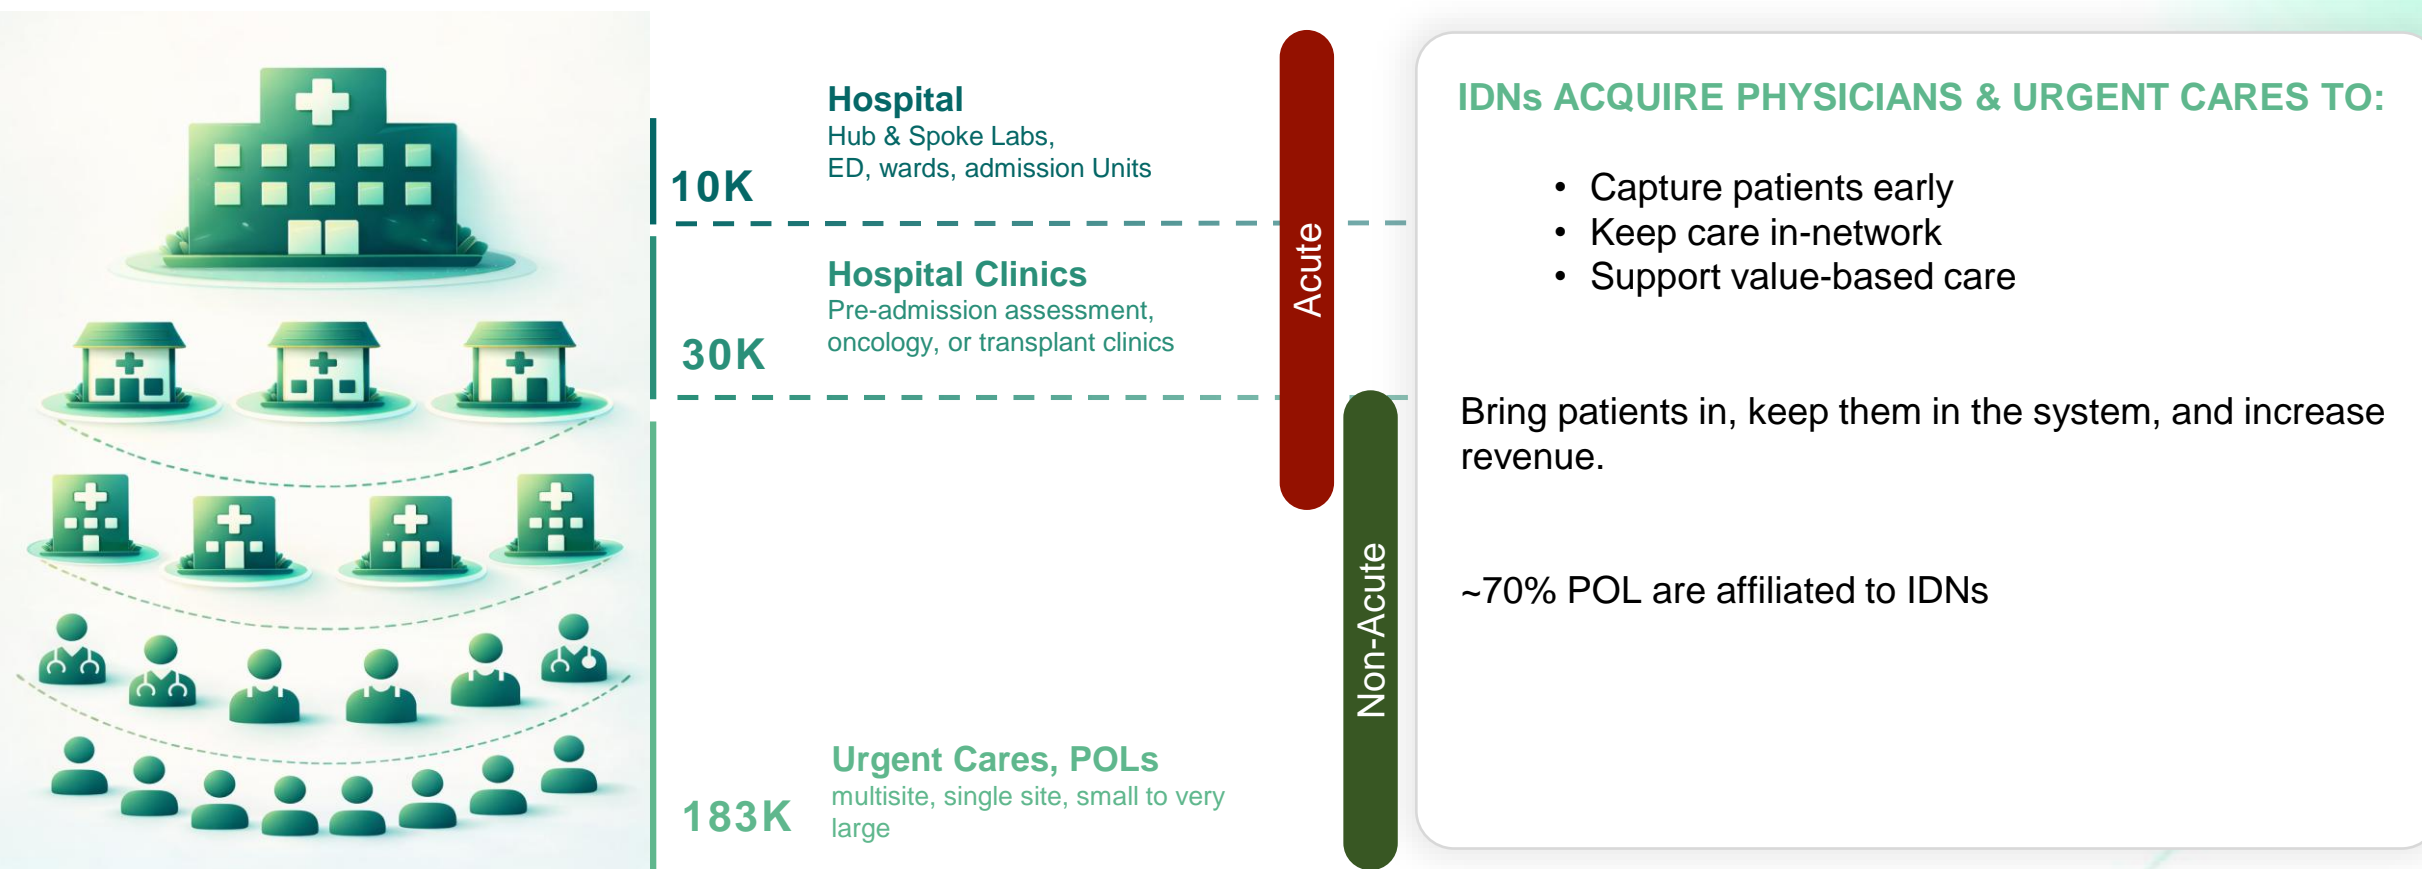 Hospital
Hub & Spoke Labs,
ED, wards, admission Units
10K
Hospital Clinics
Pre-admission assessment,
oncology, or transplant clinics
30K
Urgent Cares, POLs
multisite, single site, small to very
large
183K
Acute
Non-Acute
IDNs ACQUIRE PHYSICIANS & URGENT CARES TO:
• Capture patients early
• Keep care in-network
• Support value-based care
Bring patients in, keep them in the system, and increase
revenue.
~70% POL are affiliated to IDNs